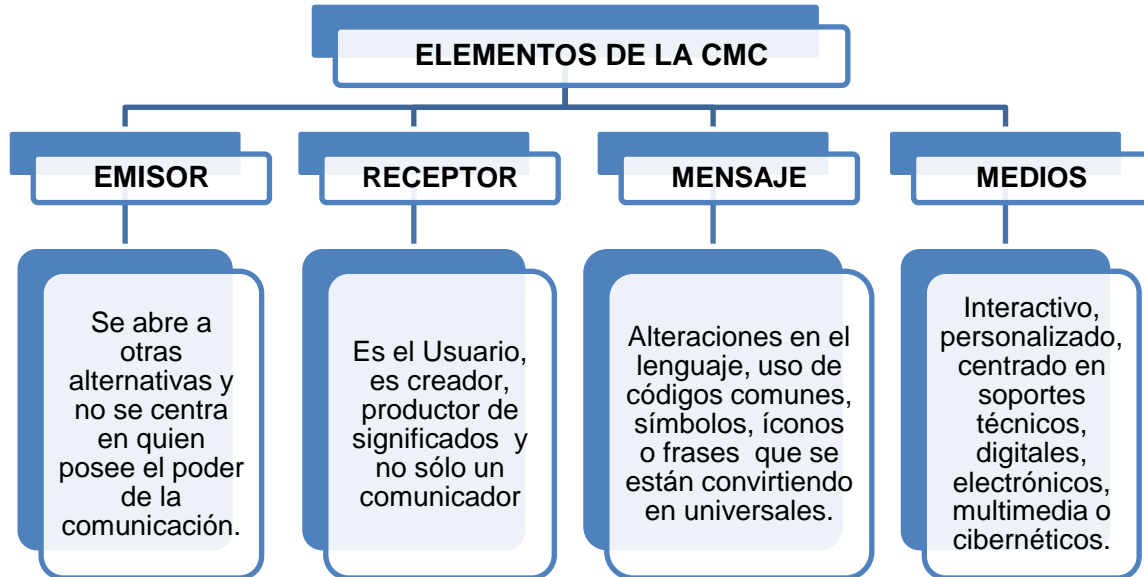 ELEMENTOS DE LA CMC
EMISOR
Se abre a
otras
alternativas y
no se centra
en quien
posee el poder
de la
comunicación.
RECEPTOR
Es el Usuario,
es creador,
productor de
significados y
no sólo un
comunicador
MENSAJE
Alteraciones en el
lenguaje, uso de
códigos comunes,
símbolos, íconos
o frases que se
están convirtiendo
en universales.
MEDIOS
Interactivo,
personalizado,
centrado en
soportes
técnicos,
digitales,
electrónicos,
multimedia o
cibernéticos.